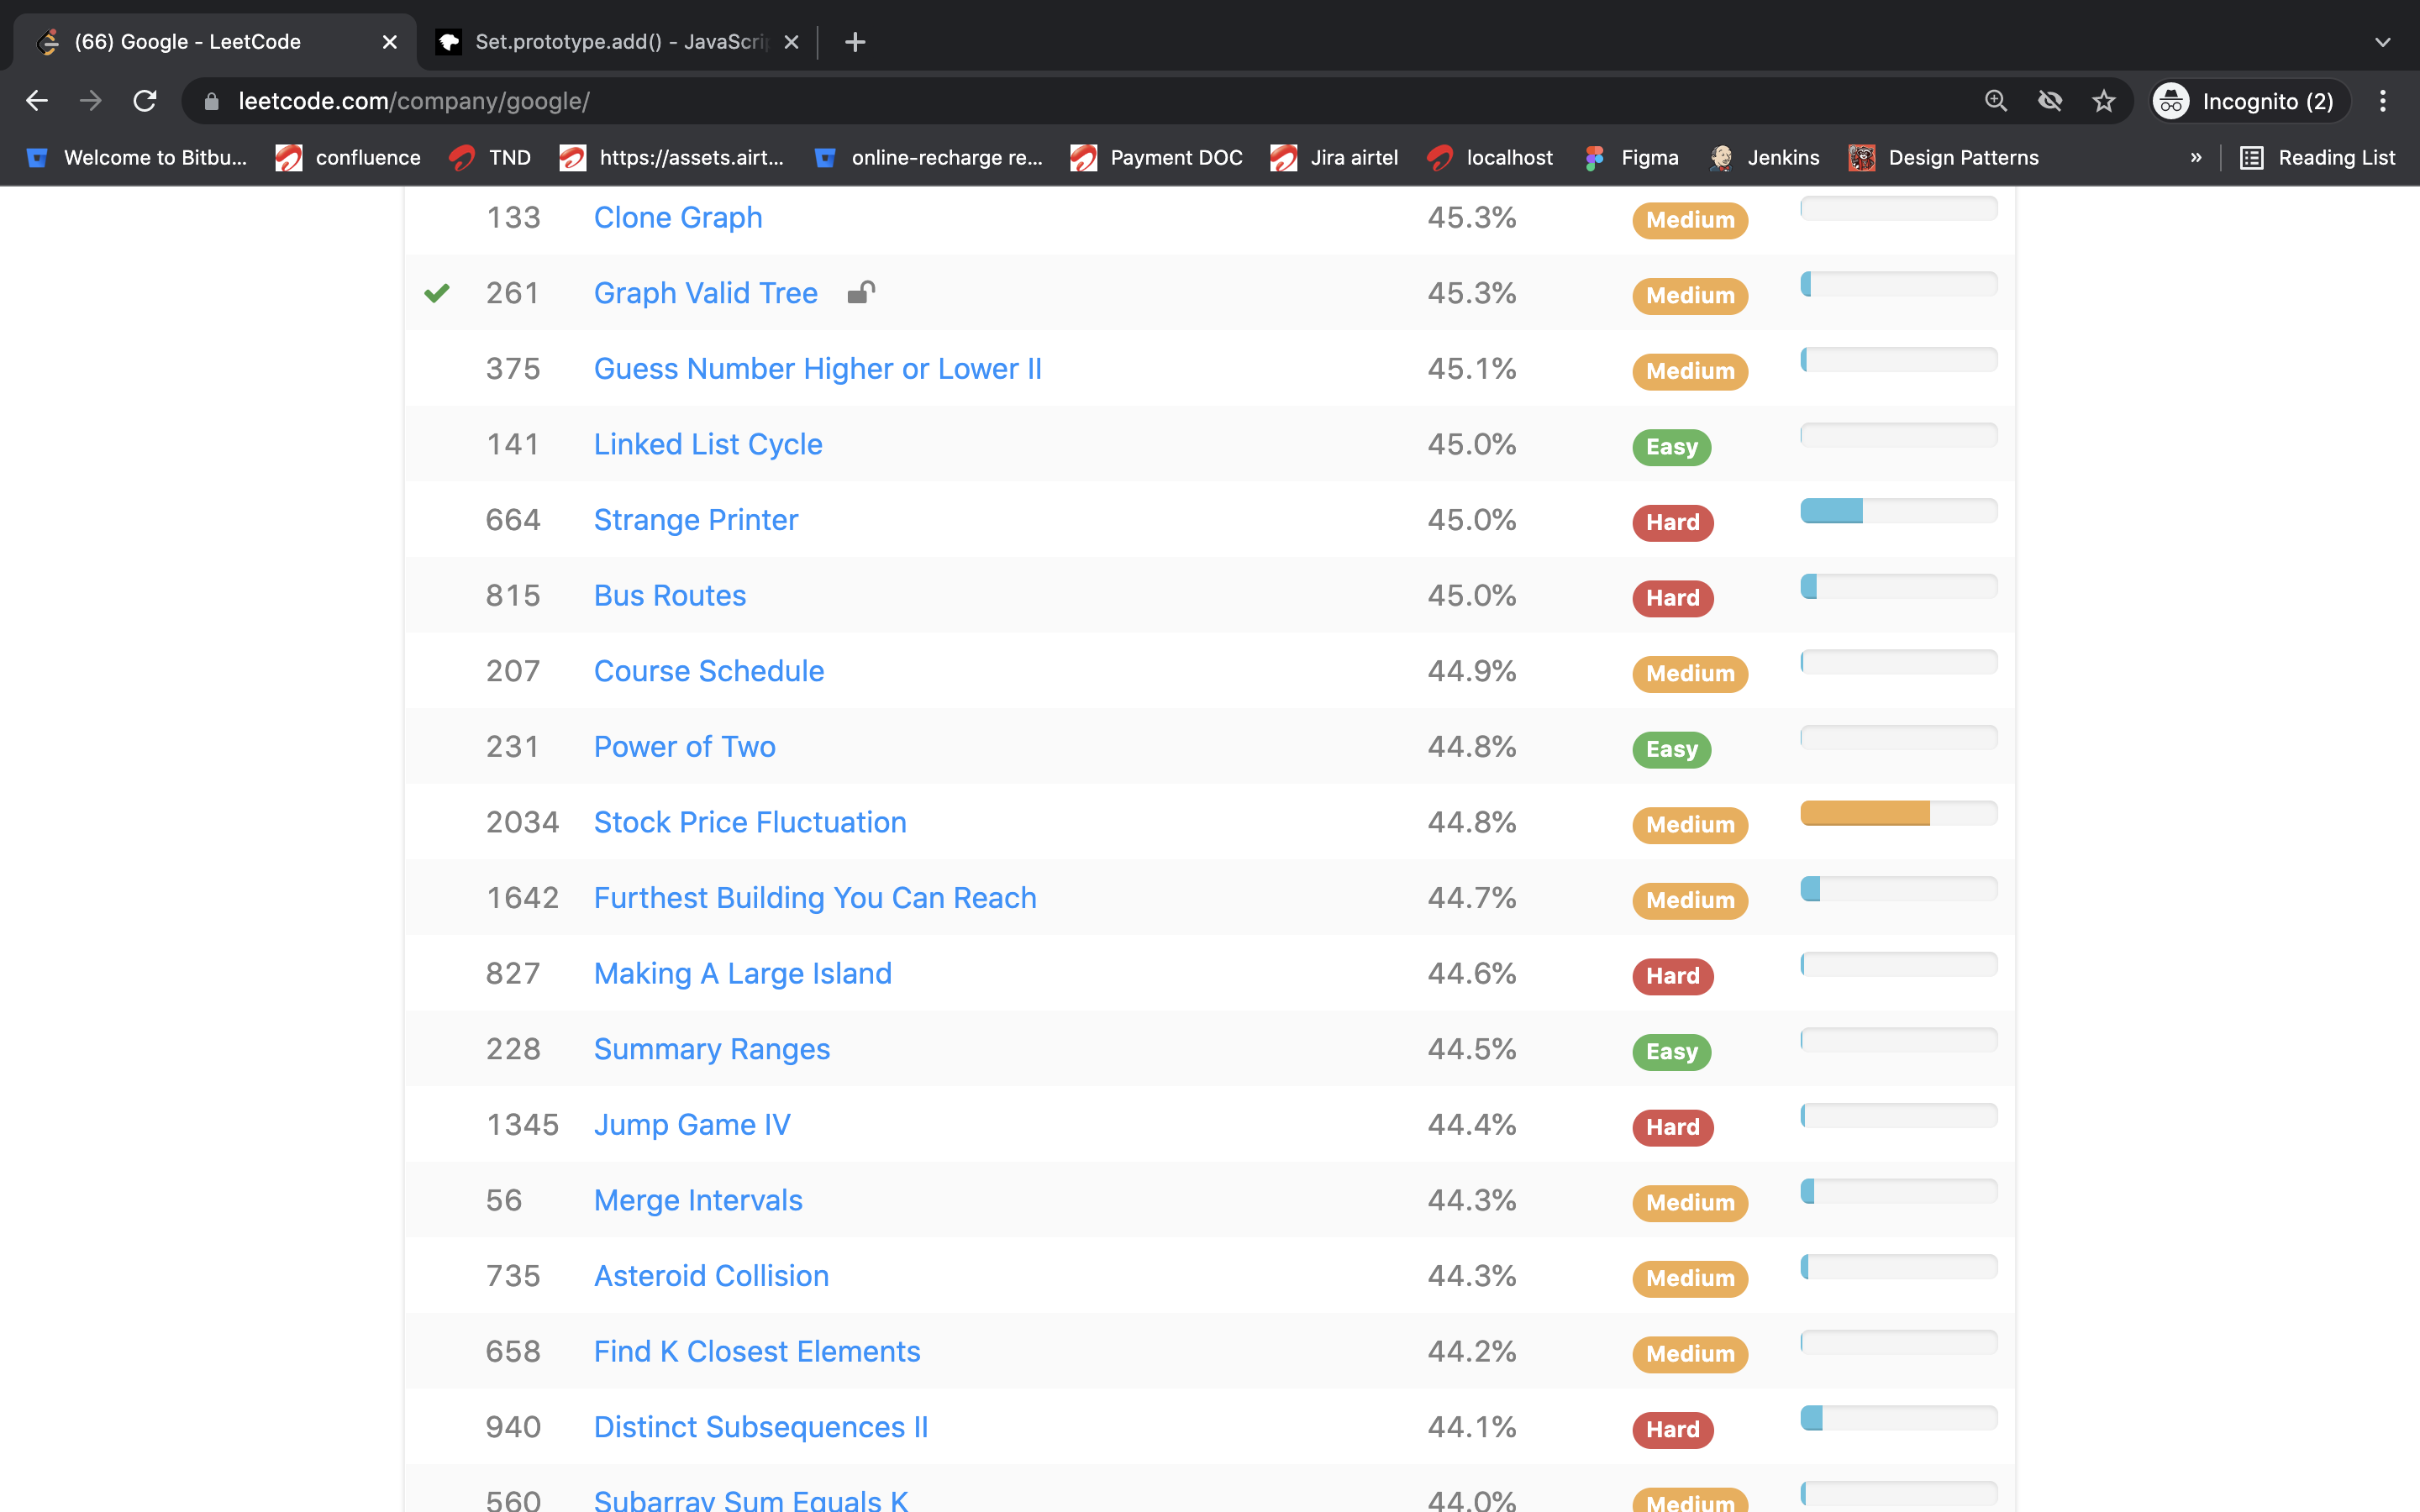 (66) Google - LeetCode
Set.prototype.add() - JavaScri
leetcode.com/company/google/
Incognito (2)
Welcome to Bitbu... confluence TND https://assets.airt... online-recharge re... Payment DOC Jira airtel localhost Figma Jenkins Design Patterns » Reading List
133 Clone Graph 45.3% Medium
261 Graph Valid Tree 45.3% Medium
375 Guess Number Higher or Lower II 45.1% Medium
141 Linked List Cycle 45.0% Easy
664 Strange Printer 45.0% Hard
815 Bus Routes 45.0% Hard
207 Course Schedule 44.9% Medium
231 Power of Two 44.8% Easy
2034 Stock Price Fluctuation 44.8% Medium
1642 Furthest Building You Can Reach 44.7% Medium
827 Making A Large Island 44.6% Hard
228 Summary Ranges 44.5% Easy
1345 Jump Game IV 44.4% Hard
56 Merge Intervals 44.3% Medium
735 Asteroid Collision 44.3% Medium
658 Find K Closest Elements 44.2% Medium
940 Distinct Subsequences II 44.1% Hard
560 Subarray Sum Equals K 44.0% Medium